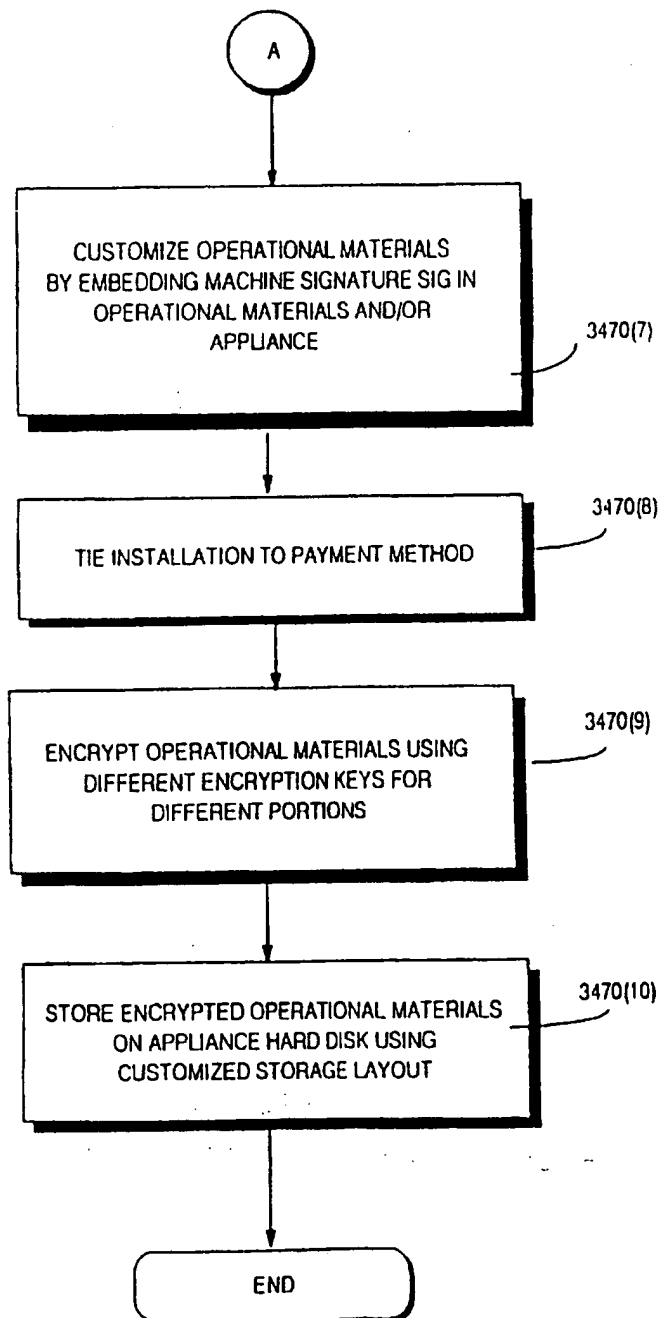 A
CUSTOMIZE OPERATIONAL MATERIALS
BY EMBEDDING MACHINE SIGNATURE SIG IN
OPERATIONAL MATERIALS AND/OR
APPLIANCE
3470(7)
TIE INSTALLATION TO PAYMENT METHOD
3470(8)
ENCRYPT OPERATIONAL MATERIALS USING
DIFFERENT ENCRYPTION KEYS FOR
DIFFERENT PORTIONS
3470(9)
STORE ENCRYPTED OPERATIONAL MATERIALS
ON APPLIANCE HARD DISK USING
CUSTOMIZED STORAGE LAYOUT
3470(10)
END